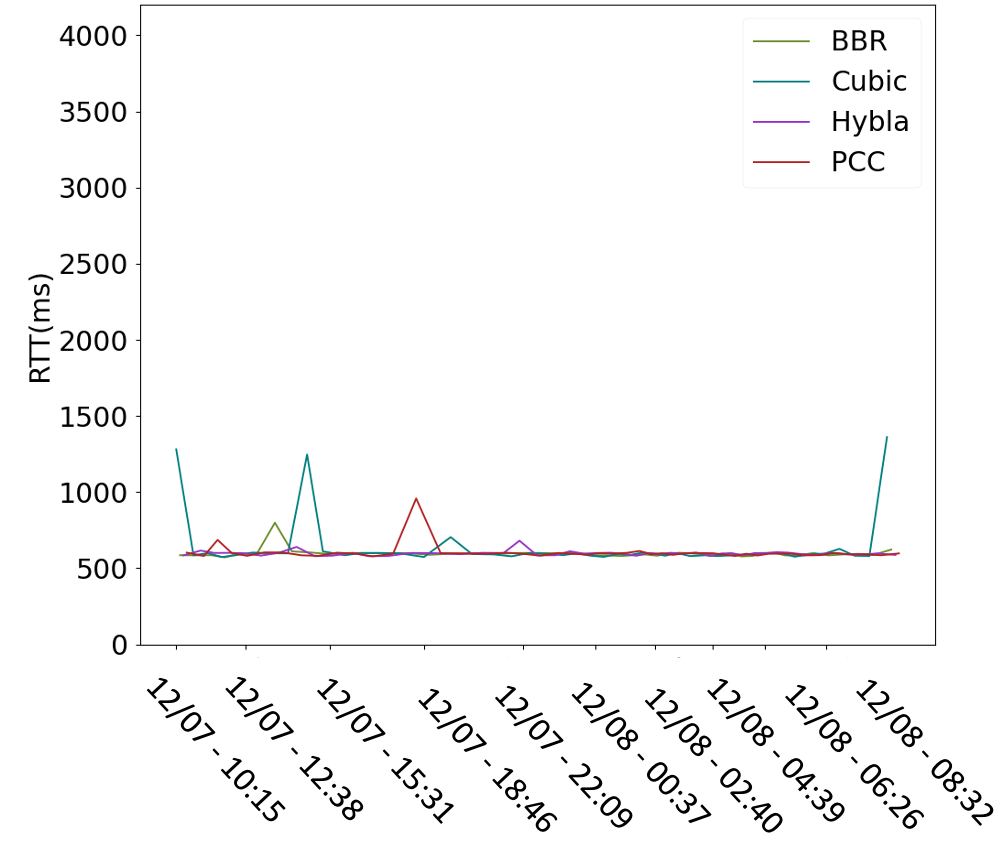 4000
3500
3000
2500
2000
1500
1000
500
0
RTT(ms)
BBR
Cubic
Hybla
PCC
12/07 - 10:15
12/07 - 12:38
12/07 - 15:31
12/07 - 18:46
12/07 - 22:09
12/08 - 00:37
12/08 - 02:40
12/08 - 04:39
12/08 - 06:26
12/08 - 08:32